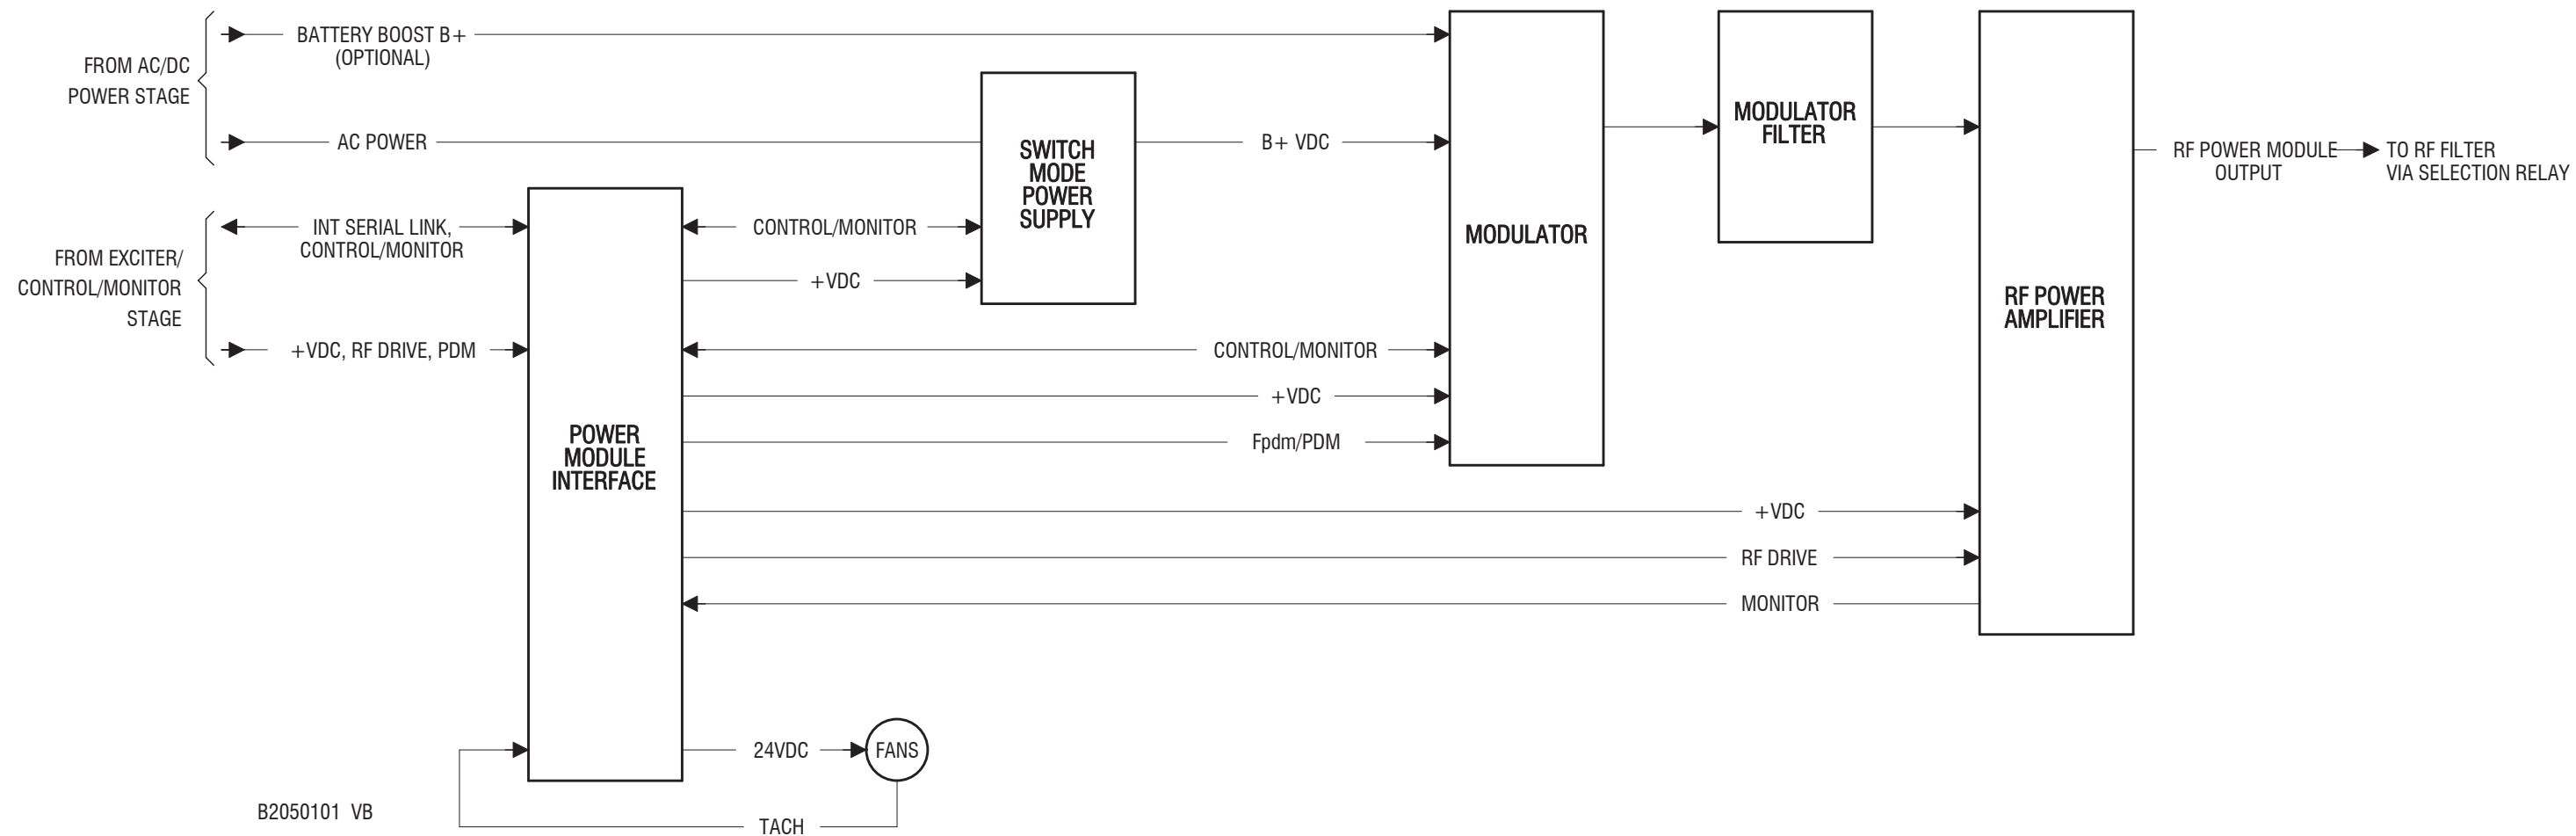 FROM AC/DC
POWER STAGE
BATTERY BOOST B+
(OPTIONAL)
AC POWER
FROM EXCITER/
CONTROL/MONITOR
STAGE
INT SERIAL LINK,
CONTROL/MONITOR
+VDC, RF DRIVE, PDM
POWER
MODULE
INTERFACE
CONTROL/MONITOR
+VDC
SWITCH
MODE
POWER
SUPPLY
B+ VDC
CONTROL/MONITOR
+VDC
Fpdm/PDM
MODULATOR
MODULATOR
FILTER
RF POWER
AMPLIFIER
RF POWER MODULE
OUTPUT
TO RF FILTER
VIA SELECTION RELAY
+VDC
RF DRIVE
MONITOR
24VDC
FANS
TACH
B2050101 VB